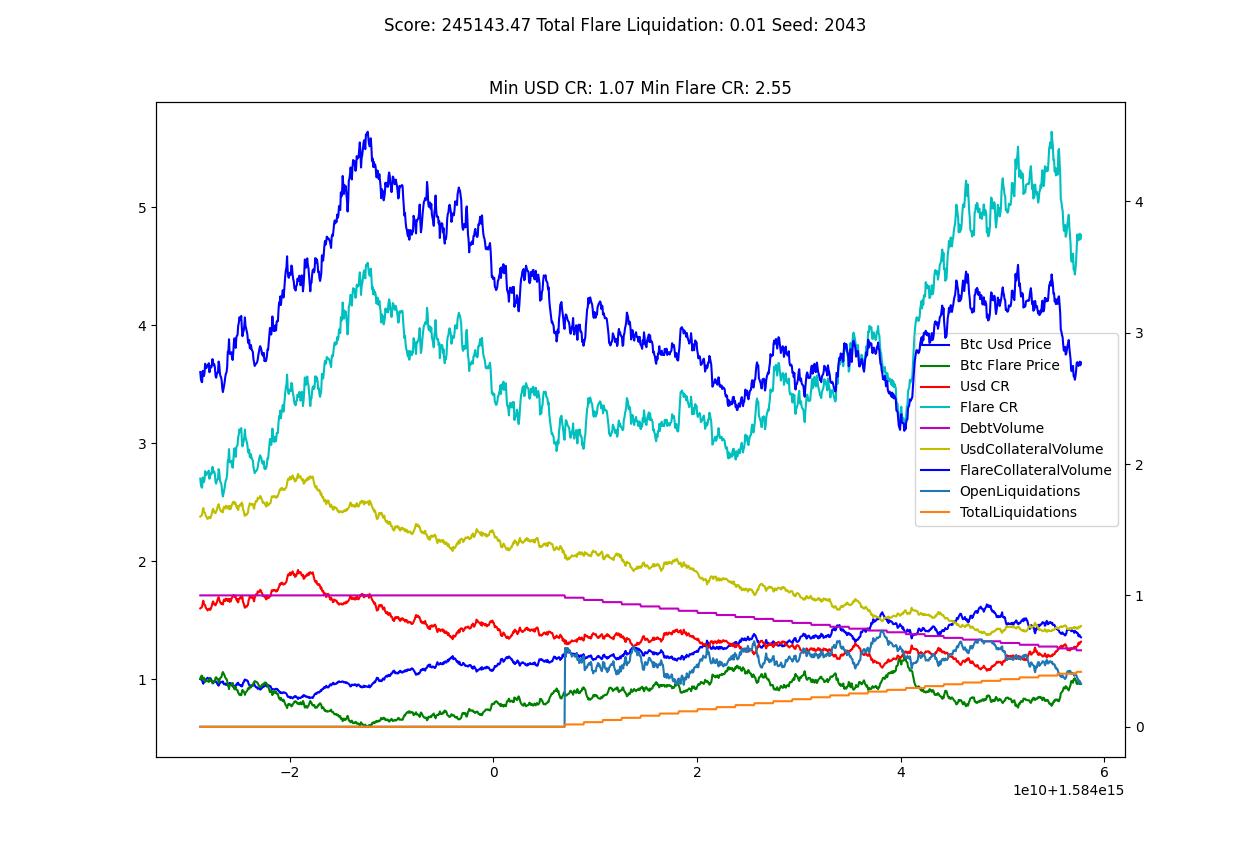 Score: 245143.47 Total Flare Liquidation: 0.01 Seed: 2043
Min USD CR: 1.07 Min Flare CR: 2.55
5
4
3
2
1
4
3
2
1
0
Btc Usd Price
Btc Flare Price
Usd CR
Flare CR
DebtVolume
UsdCollateralVolume
FlareCollateralVolume
OpenLiquidations
TotalLiquidations
−2 0 2 4 6
1e10+1.584e15